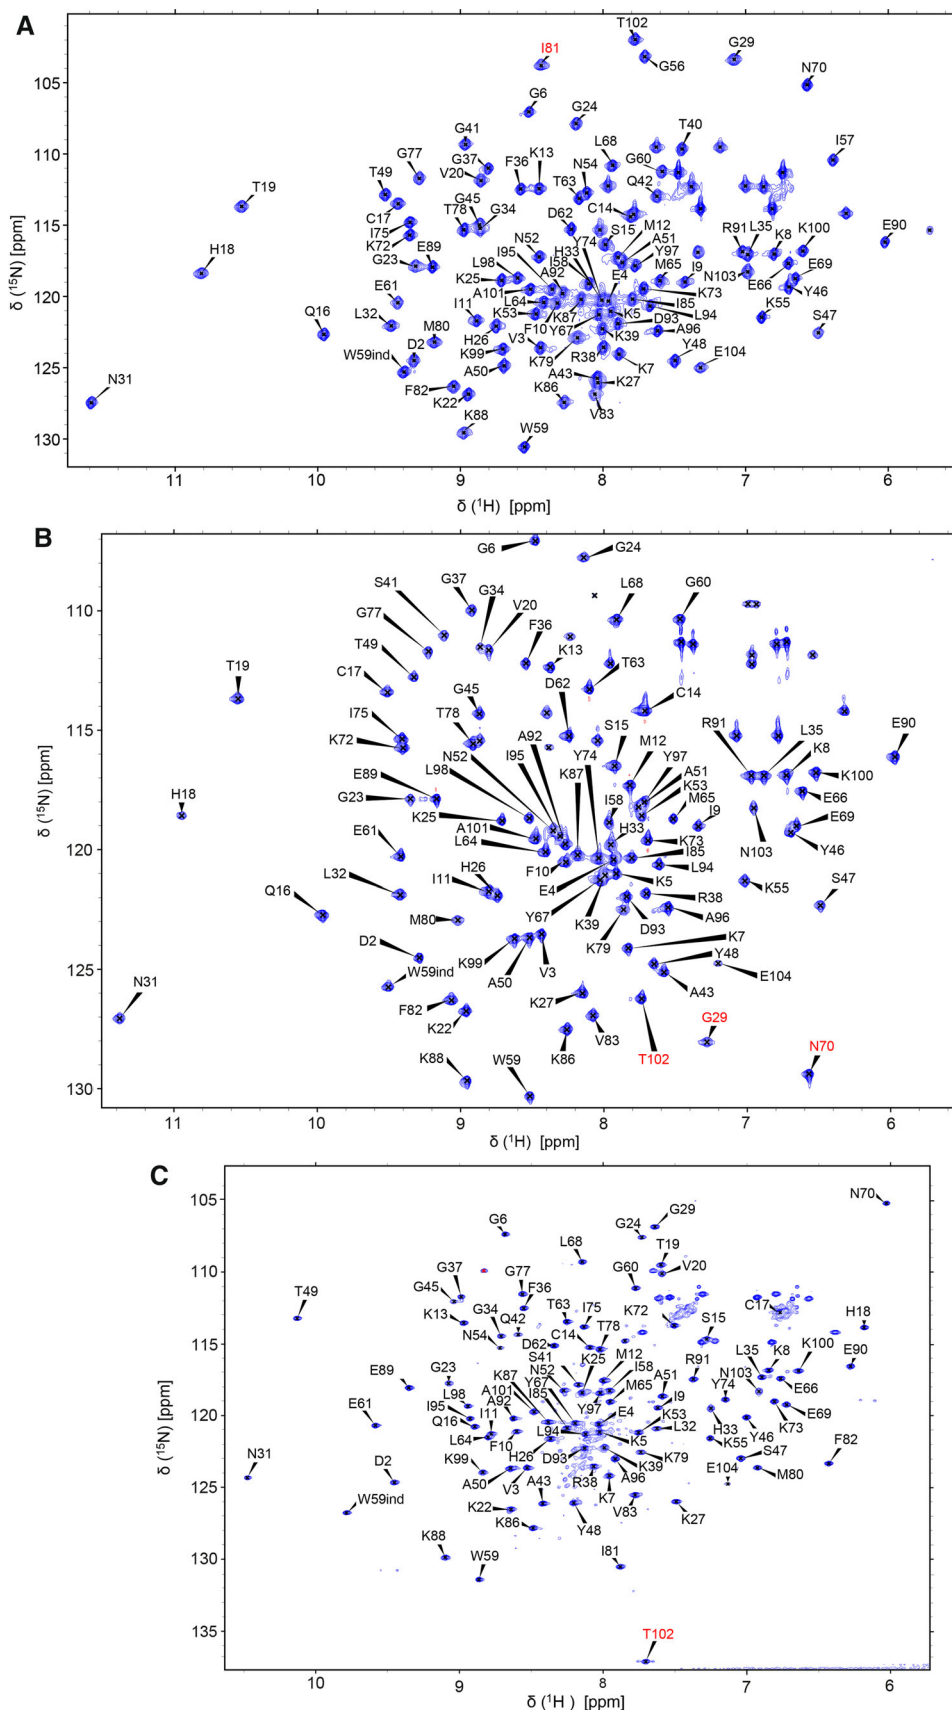 A
T102
I81
G29
G56
N70
105
G6
G24
G41
K13
L68
T40
110
G37
F36
N54
I57
G77
V20
G60
T63
Q42
T49
T19
G45
C14
115
C17
T78
G34
D62
S15
M12
R91
L35
K8
K100
E90
I75
A51
H18
K72
N52
H33
Y74
Y97
E89
I95
G23
I58
E4
M65
I9
N103
E69
L98
A92
E66
K25
K73
120
A101
I85
Y46
E61
L64
K5
K55
K53
K87
L94
S47
Q16
L32
I11
F10
Y67
D93
M80
H26
V3
K39
A96
D2
K99
K79
Y48
R38
K7
E104
125
W59ind
A50
A43
K27
N31
F82
K86
K22
V83
K88
W59
130
δ (15N) [ppm]
11
10
9
8
7
6
δ (1H) [ppm]
B
G6
G24
S41
G37
G34
L68
G60
110
G77
V20
T49
F36
K13
T63
T19
C17
D62
C14
G45
I75
T78
S15
R91
E90
115
A92
M12
L35
K72
N52
I95
Y74
Y97
K8
L98
K87
A51
E89
K53
K100
H18
G23
I58
M65
I9
E66
K25
H33
A101
E69
E61
L64
K73
120
F10
I85
N103
Y46
H26
L94
L32
I11
E4
K5
K55
S47
Q16
R38
Y67
K39
A96
M80
D93
K79
K99
K7
D2
A50
V3
Y48
125
W59ind
E104
N31
K27
A43
F82
G29
K22
V83
K86
T102
N70
K88
W59
130
δ (15N) [ppm]
11
10
9
8
7
6
δ (1H) [ppm]
C
105
N70
G6
G29
G24
T19
L68
V20
110
G37
G77
G60
G45
F36
T49
K13
G34
Q42
T63
I75
K72
C17
H18
N54
C14
T78
S15
115
D62
K100
S41
K25
M12
L35
K8
E90
N52
I58
R91
E89
G23
K87
A51
N103
E66
Y67
M65
Y74
L98
A101
I9
I85
Y97
H33
E69
I95
A92
E4
K53
K73
120
E61
Q16
I11
L94
L32
Y46
L64
F10
K5
K55
H26
D93
K39
K79
S47
F82
N31
D2
K99
A43
R38
A96
E104
M80
A50
V3
K7
125
W59ind
K22
V83
K27
K86
Y48
K88
W59
I81
130
135
T102
δ (15N) [ppm]
10
9
8
7
6
δ (1H ) [ppm]